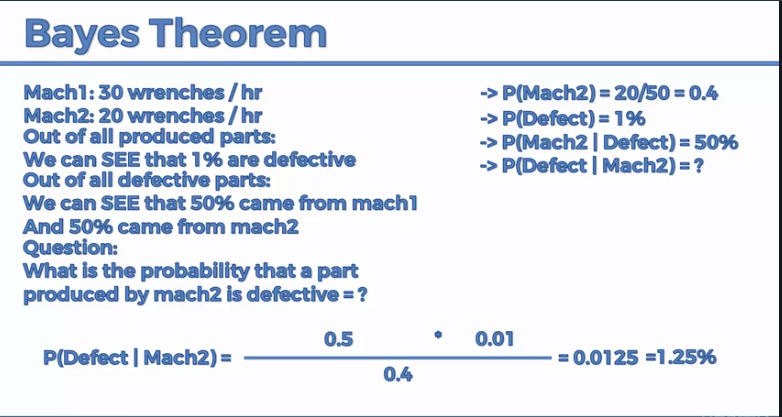 Bayes Theorem
Mach1: 30 wrenches / hr
Mach2: 20 wrenches / hr
Out of all produced parts:
We can SEE that 1% are defective
Out of all defective parts:
We can SEE that 50% came from mach1
And 50% came from mach2
Question:
What is the probability that a part
produced by mach2 is defective = ?
-> P(Mach2) = 20/50 = 0.4
-> P(Defect) = 1%
-> P(Mach2 | Defect) = 50%
-> P(Defect | Mach2) = ?
0.5 * 0.01
P(Defect | Mach2) = = 0.0125 =1.25%
0.4